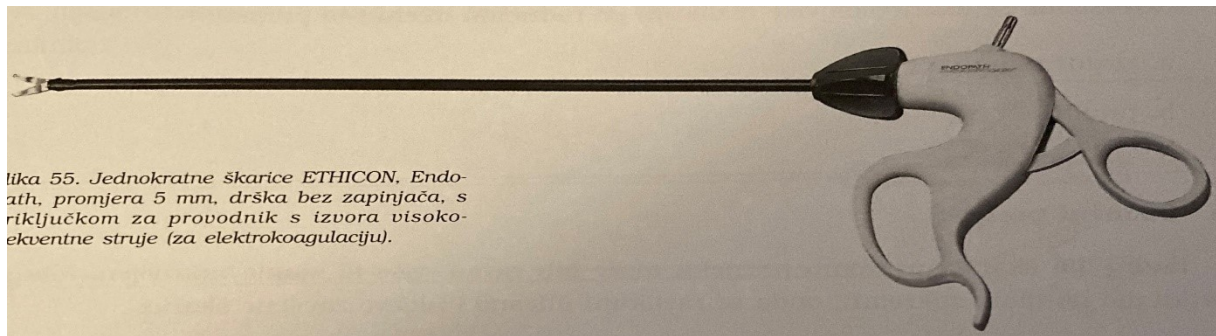 ENDOPATH
lika 55. Jednokratne škarice ETHICON, Endo-
ath, promjera 5 mm, drška bez zapinjača, s
riključkom za provodnik s izvora visoko-
ekventne struje (za elektrokoagulaciju).